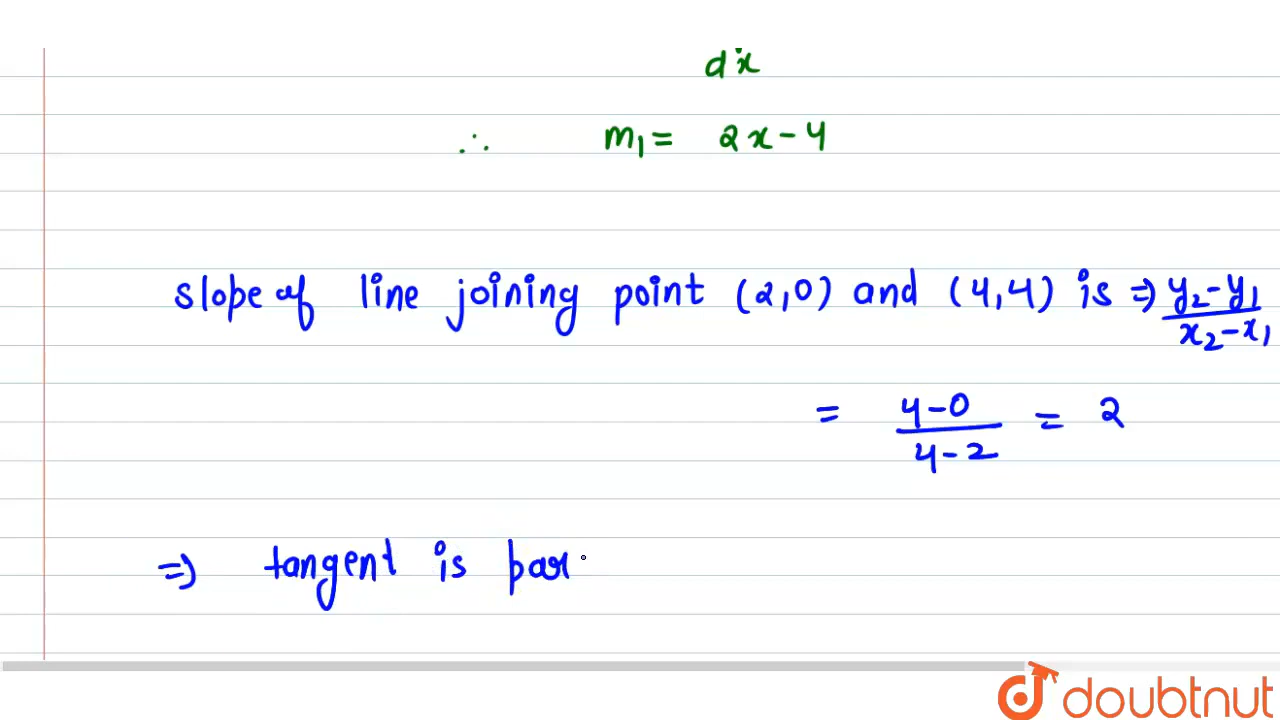 dx
∴ m₁ = 2x - 4
slope of line joining point (2,0) and (4,4) is ⇒ y₂-y₁
x₂-x₁
= 4-0 = 2
4-2
⇒ tangent is par
doubtnut